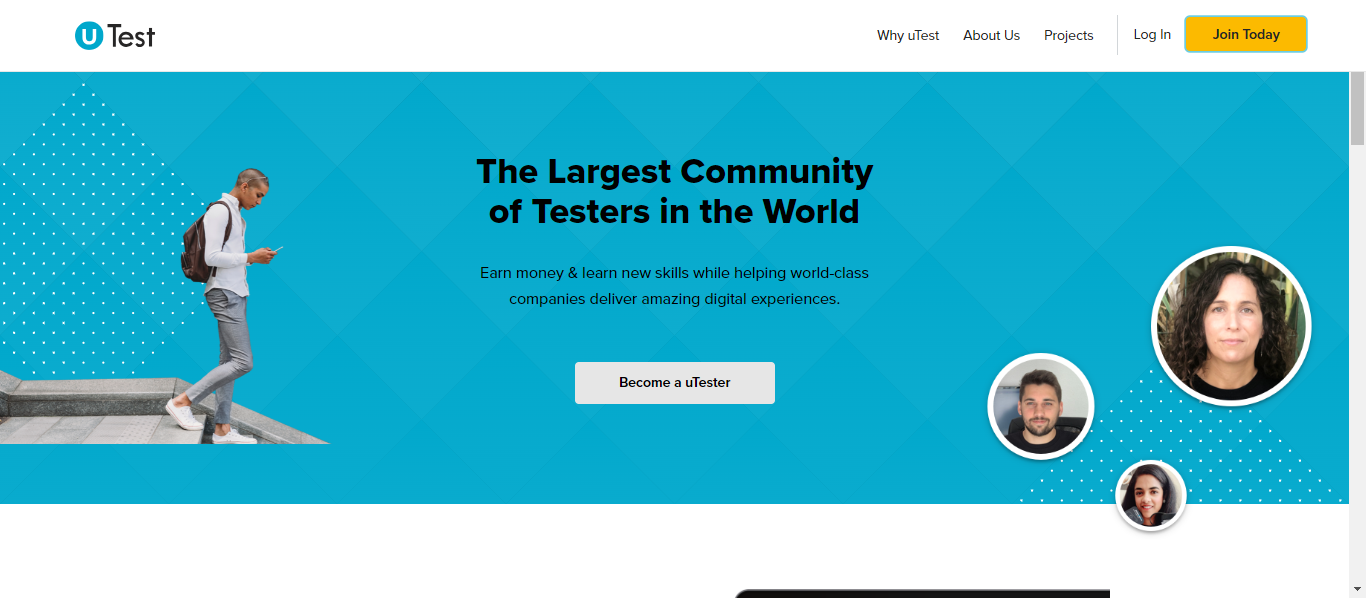 uTest
Why uTest
About Us
Projects
Log In
Join Today
The Largest Community
of Testers in the World
Earn money & learn new skills while helping world-class
companies deliver amazing digital experiences.
Become a uTester